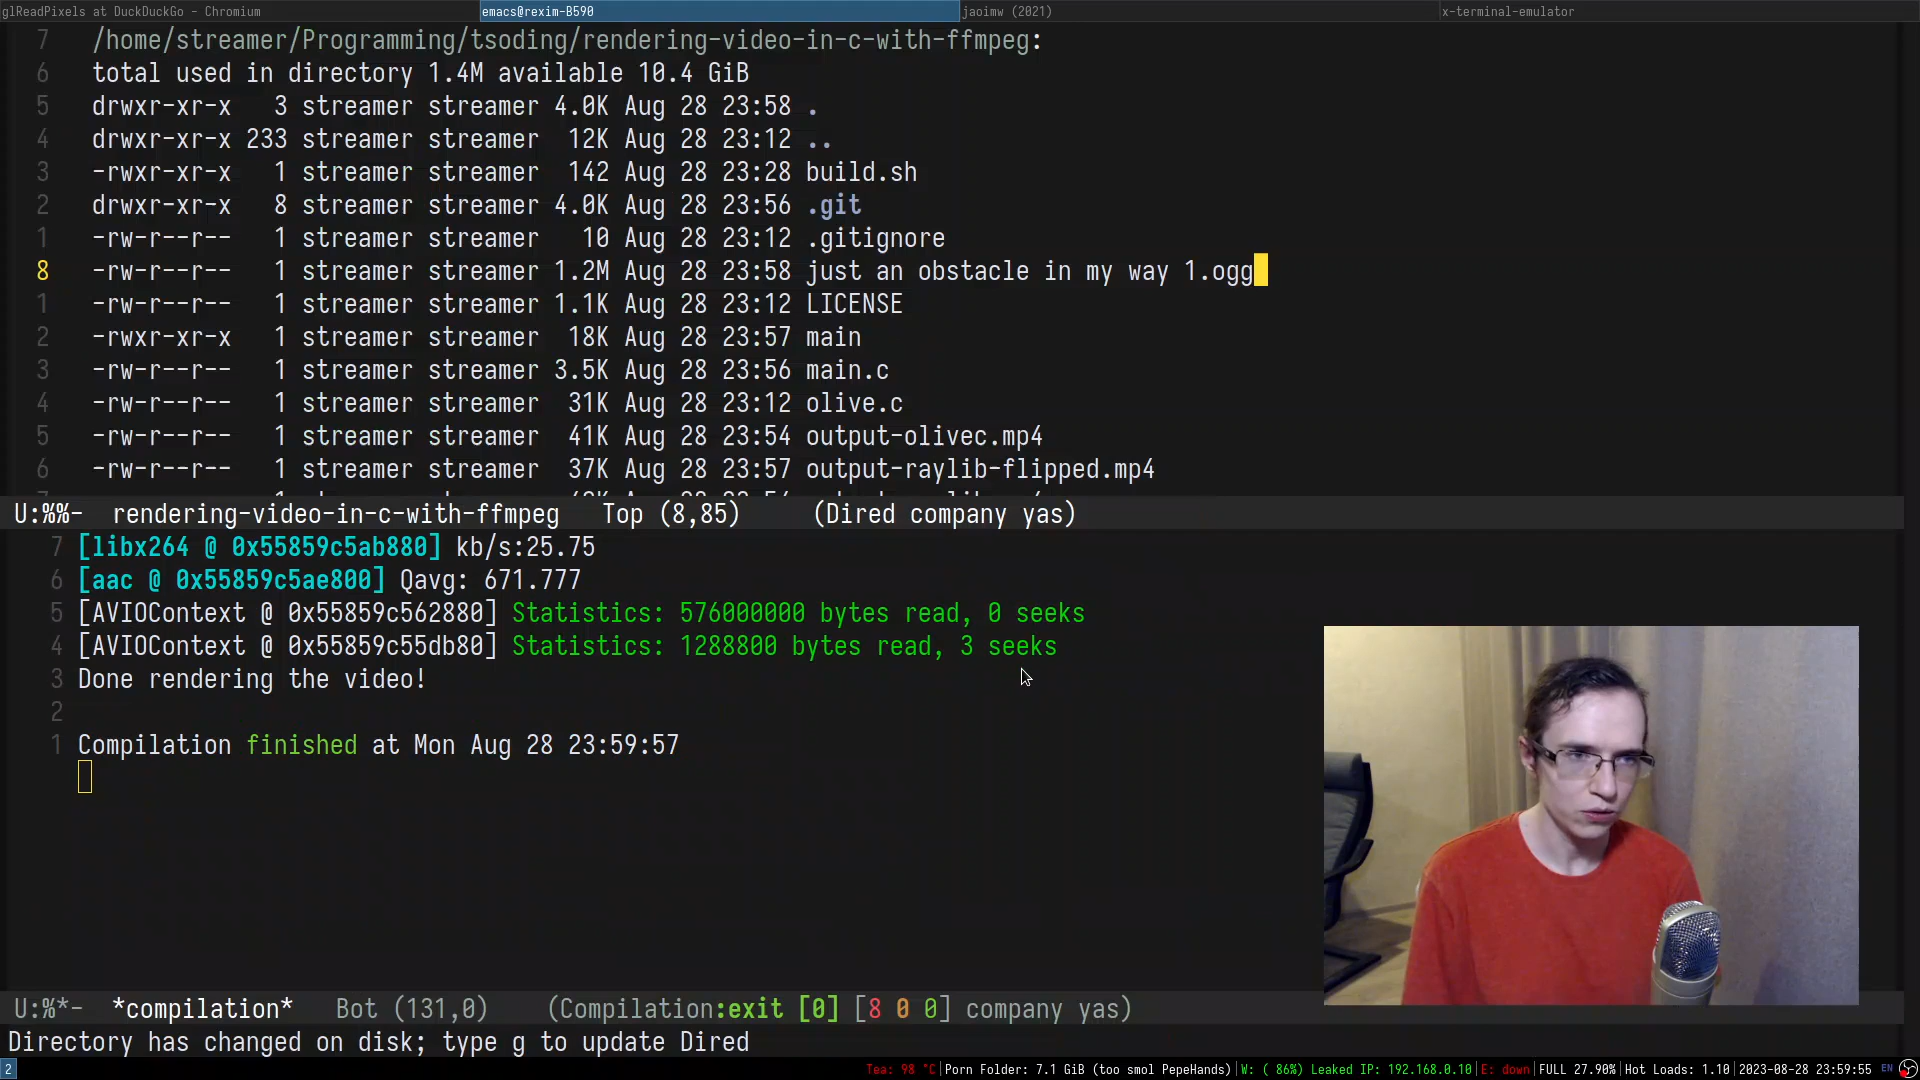 glReadPixels at DuckDuckGo - Chromium
emacs@rexim-B590
jaoimw (2021)
x-terminal-emulator
7 /home/streamer/Programming/tsoding/rendering-video-in-c-with-ffmpeg:
6 total used in directory 1.4M available 10.4 GiB
5 drwxr-xr-x 3 streamer streamer 4.0K Aug 28 23:58 .
4 drwxr-xr-x 233 streamer streamer 12K Aug 28 23:12 ..
3 -rwxr-xr-x 1 streamer streamer 142 Aug 28 23:28 build.sh
2 drwxr-xr-x 8 streamer streamer 4.0K Aug 28 23:56 .git
1 -rw-r--r-- 1 streamer streamer 10 Aug 28 23:12 .gitignore
8 -rw-r--r-- 1 streamer streamer 1.2M Aug 28 23:58 just an obstacle in my way 1.ogg
1 -rw-r--r-- 1 streamer streamer 1.1K Aug 28 23:12 LICENSE
2 -rwxr-xr-x 1 streamer streamer 18K Aug 28 23:57 main
3 -rw-r--r-- 1 streamer streamer 3.5K Aug 28 23:56 main.c
4 -rw-r--r-- 1 streamer streamer 31K Aug 28 23:12 olive.c
5 -rw-r--r-- 1 streamer streamer 41K Aug 28 23:54 output-olivec.mp4
6 -rw-r--r-- 1 streamer streamer 37K Aug 28 23:57 output-raylib-flipped.mp4
U:%%- rendering-video-in-c-with-ffmpeg Top (8,85) (Dired company yas)
7 [libx264 @ 0x55859c5ab880] kb/s:25.75
6 [aac @ 0x55859c5ae800] Qavg: 671.777
5 [AVIOContext @ 0x55859c562880] Statistics: 576000000 bytes read, 0 seeks
4 [AVIOContext @ 0x55859c55db80] Statistics: 1288800 bytes read, 3 seeks
3 Done rendering the video!
2
1 Compilation finished at Mon Aug 28 23:59:57
U:%*- *compilation* Bot (131,0) (Compilation:exit [0] [8 0 0] company yas)
Directory has changed on disk; type g to update Dired
2
Tea: 98 °C|Porn Folder: 7.1 GiB (too smol PepeHands)|W: ( 86%) Leaked IP: 192.168.0.10|E: down|FULL 27.90%|Hot Loads: 1.10|2023-08-28 23:59:55 EN